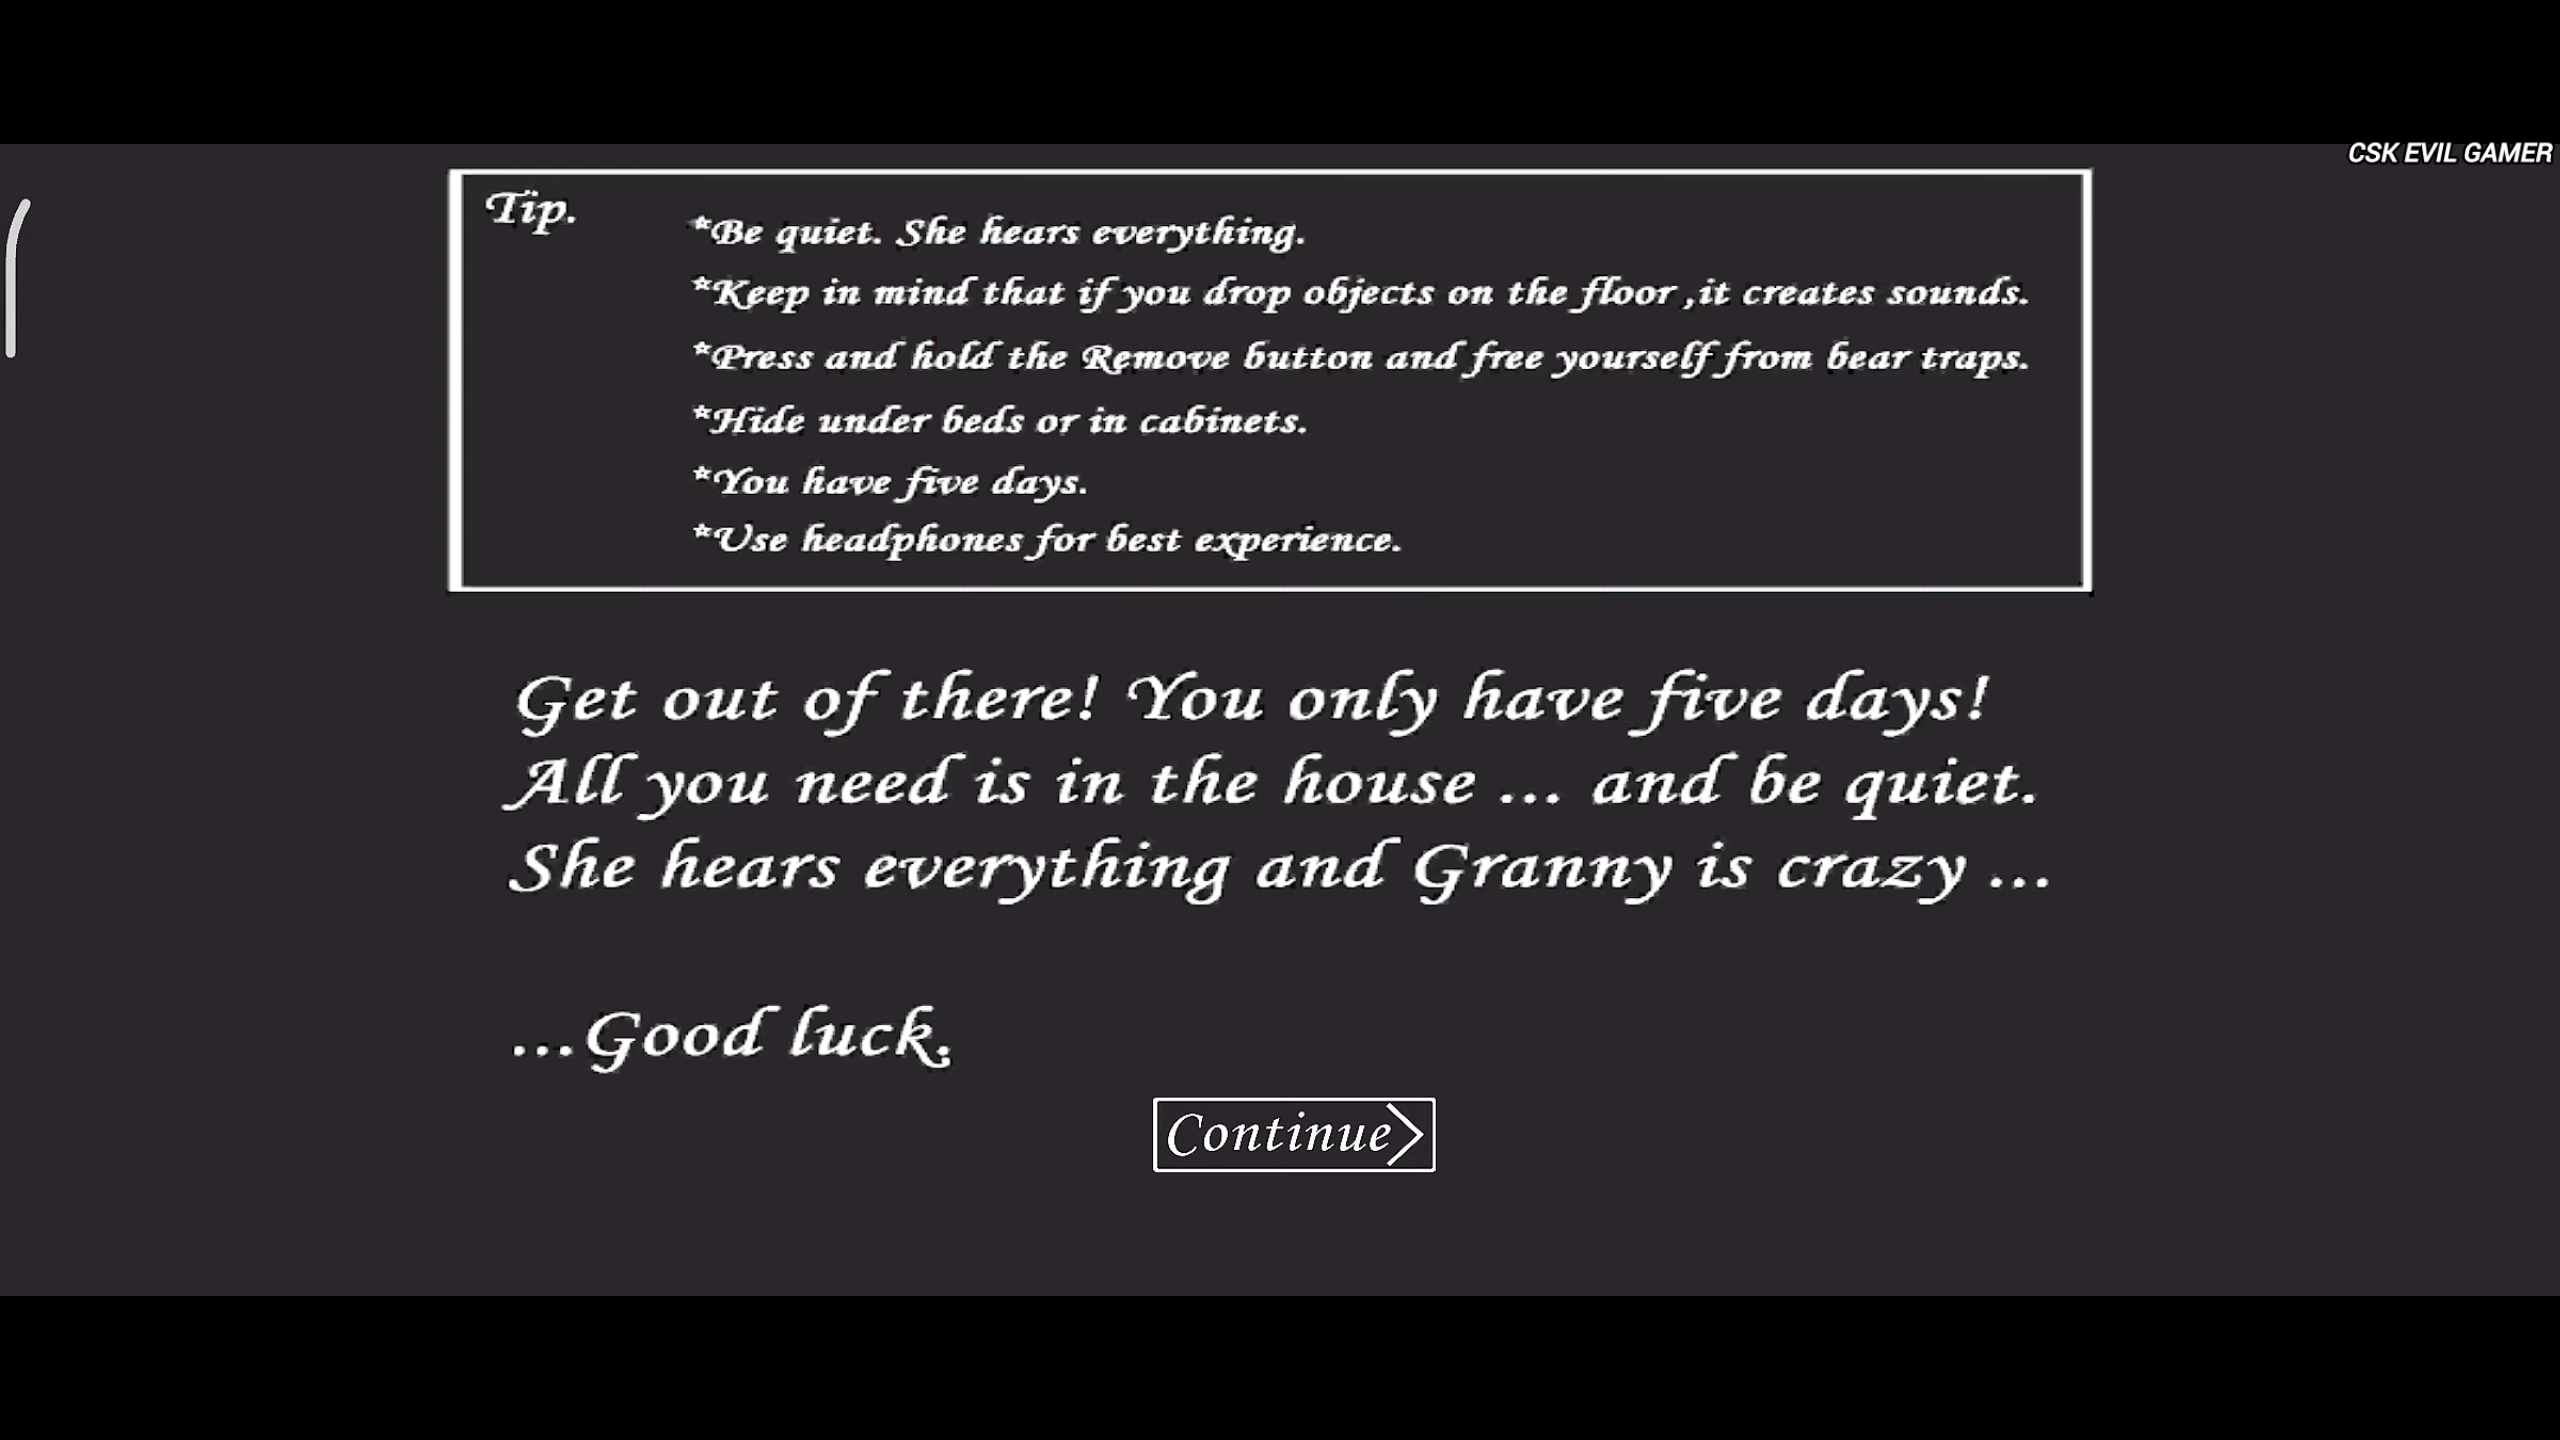 CSK EVIL GAMER
Tip.
*Be quiet. She hears everything.
*Keep in mind that if you drop objects on the floor ,it creates sounds.
*Press and hold the Remove button and free yourself from bear traps.
*Hide under beds or in cabinets.
*You have five days.
*Use headphones for best experience.
Get out of there! You only have five days!
All you need is in the house ... and be quiet.
She hears everything and Granny is crazy ...
...Good luck.
Continue>